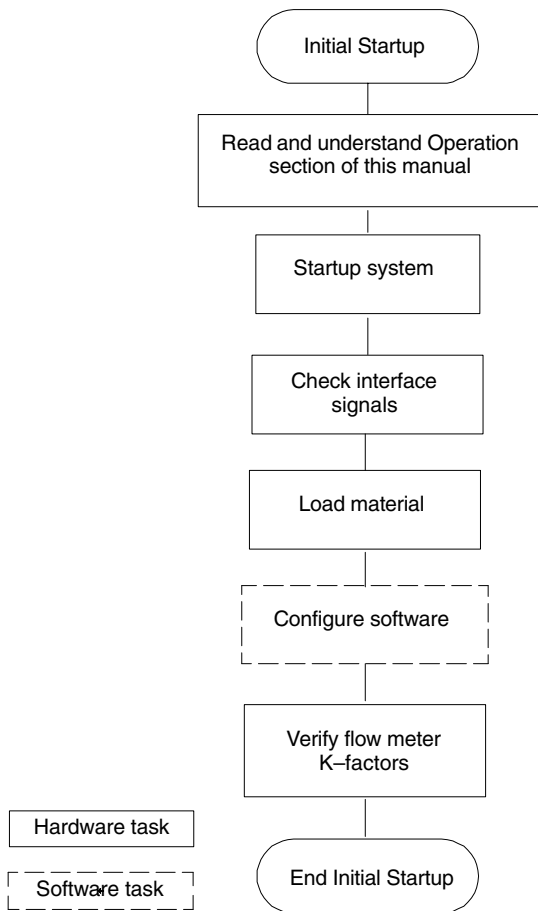 Initial Startup
Read and understand Operation
section of this manual
Startup system
Check interface
signals
Load material
Configure software
Verify flow meter
K–factors
Hardware task
End Initial Startup
Software task